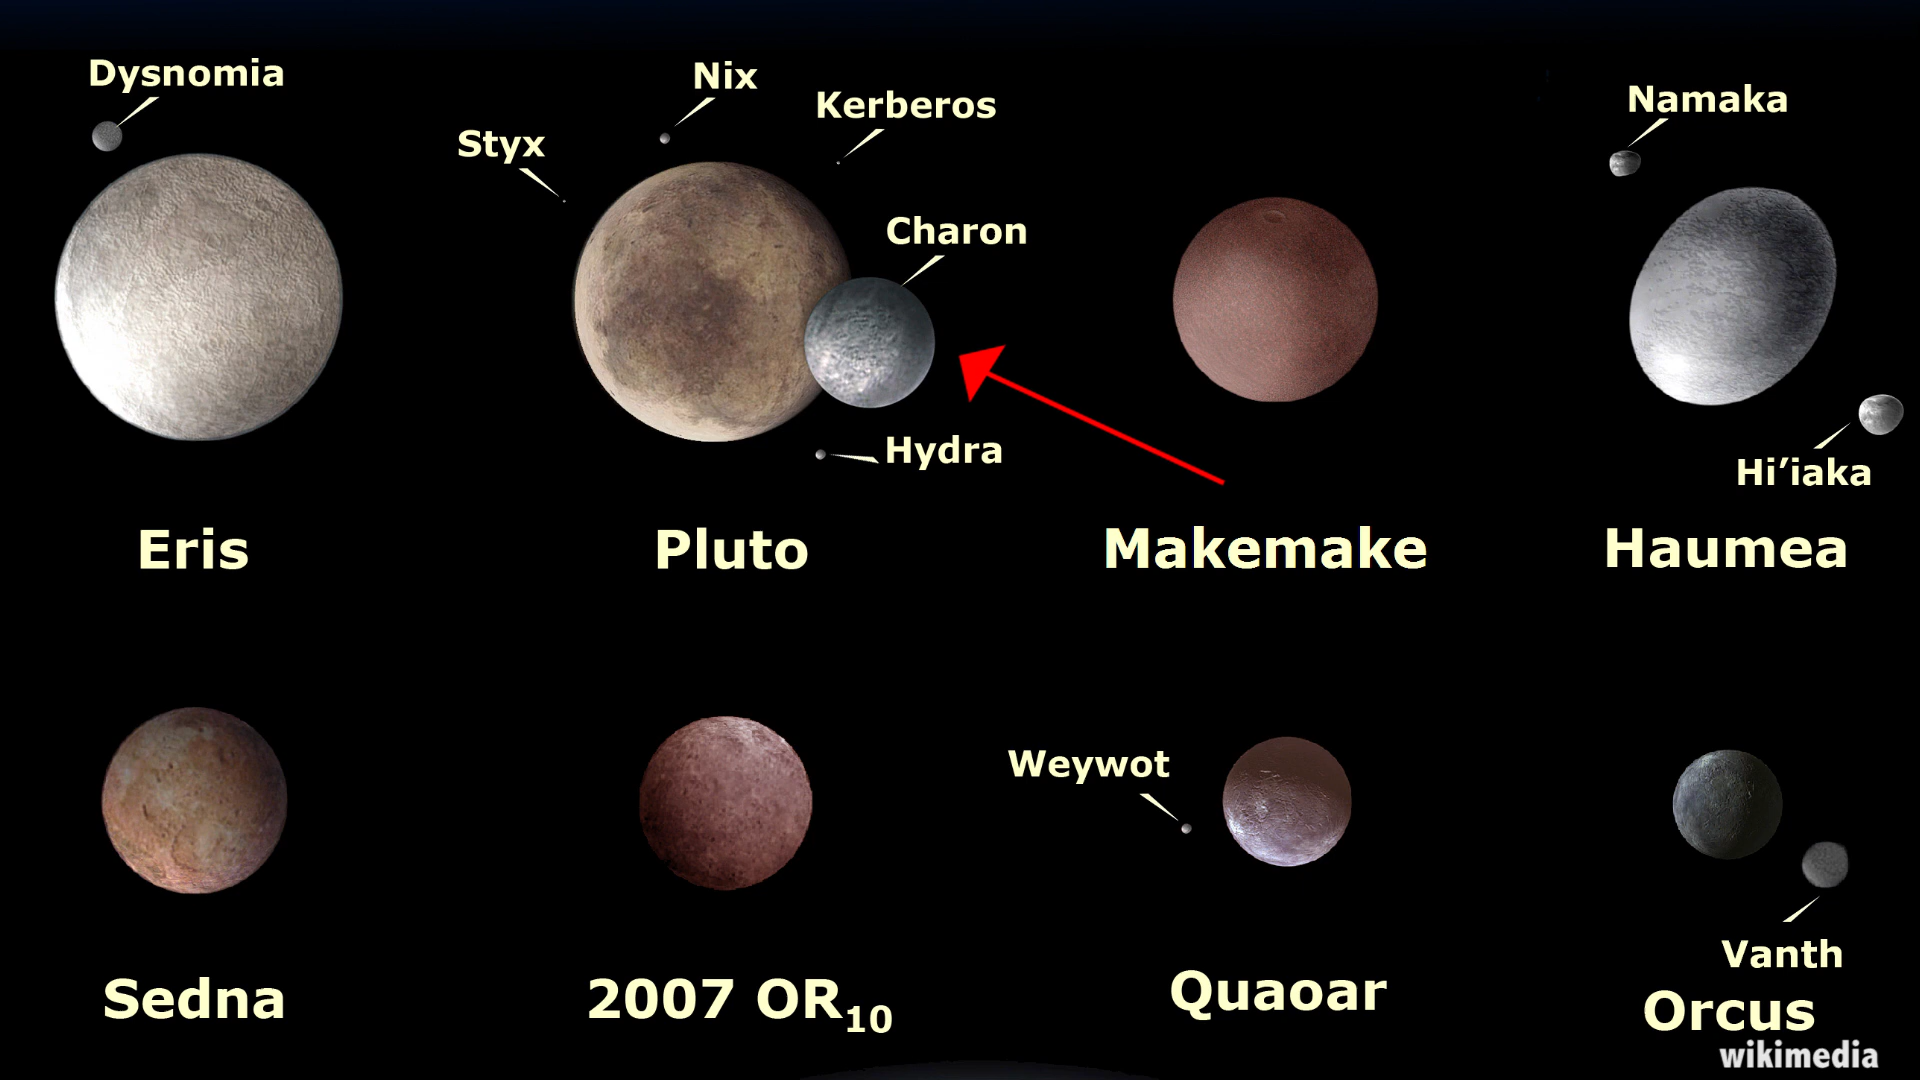 Dysnomia
Nix
Kerberos
Styx
Charon
Hydra
Namaka
Hi’iaka
Eris
Pluto
Makemake
Haumea
Weywot
Vanth
Sedna
2007 OR₁₀
Quaoar
Orcus
wikimedia